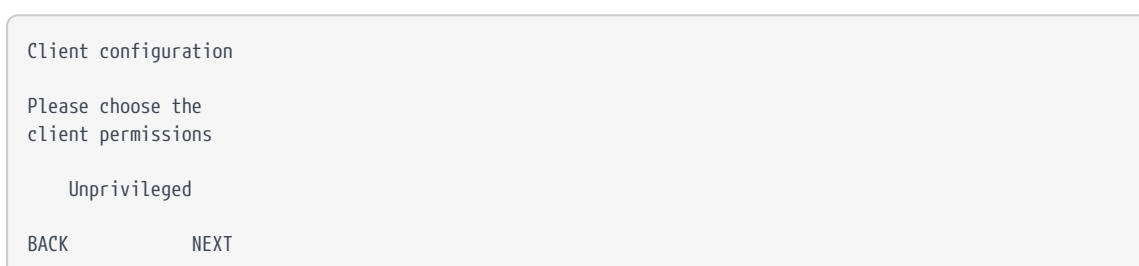 Client configuration
Please choose the
client permissions
Unprivileged
BACK NEXT